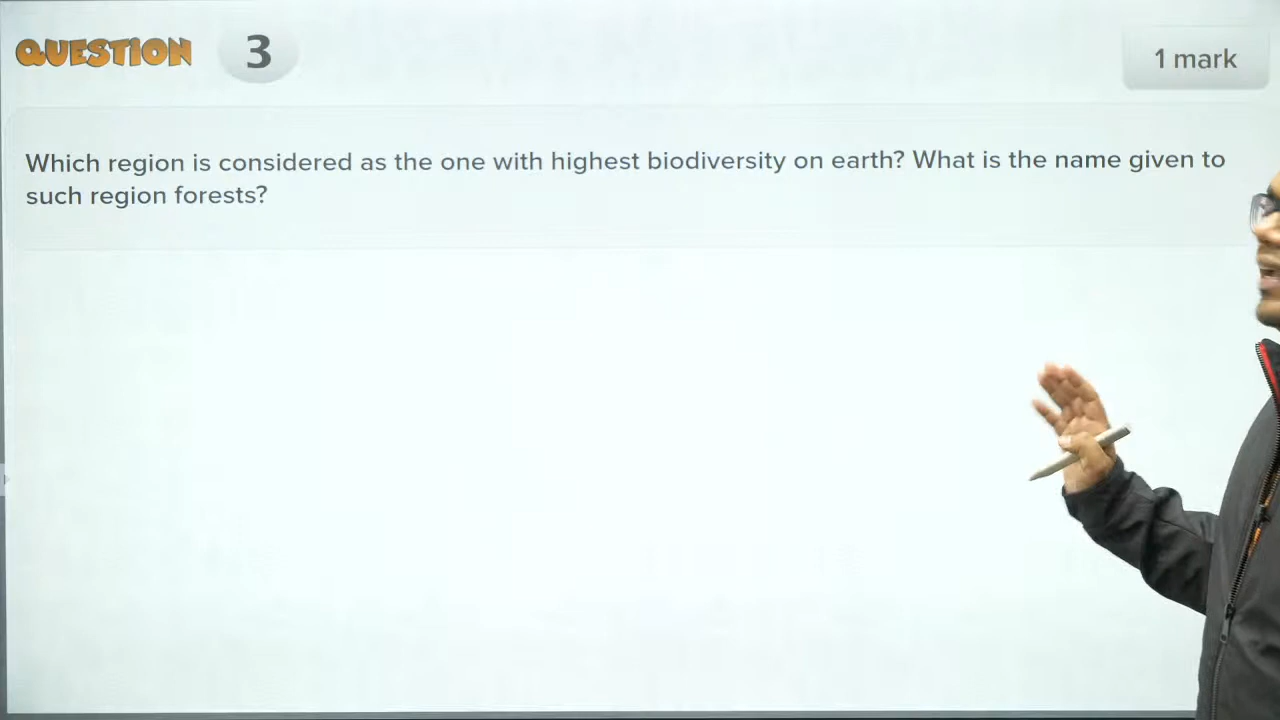 QUESTION 3 1 mark
Which region is considered as the one with highest biodiversity on earth? What is the name given to
such region forests?